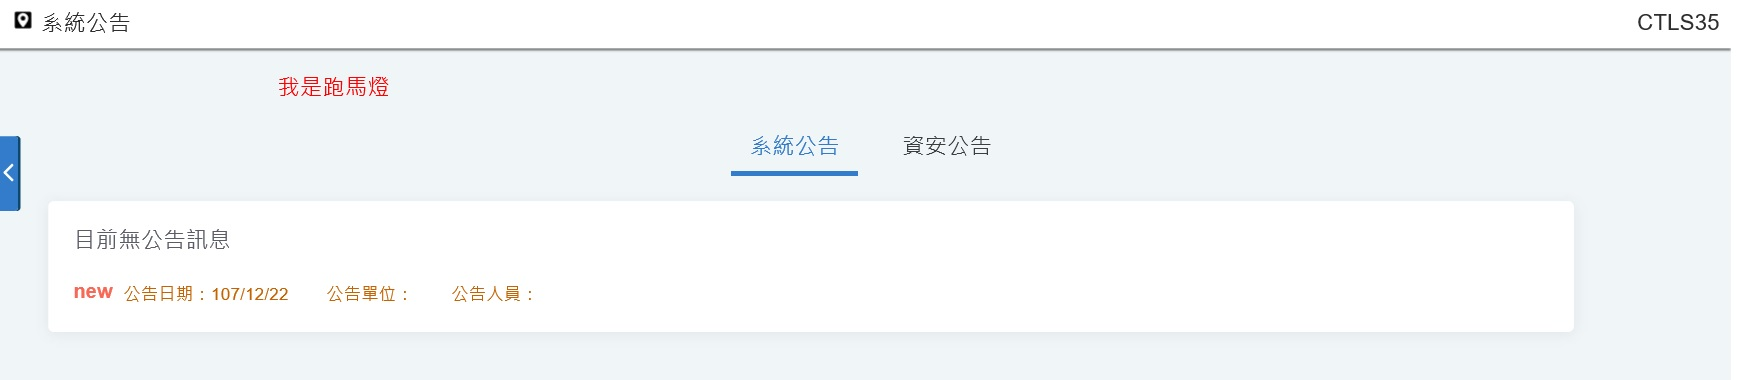 系統公告 CTLS35
我是跑馬燈
系統公告 資安公告
目前無公告訊息
new 公告日期：107/12/22 公告單位： 公告人員：